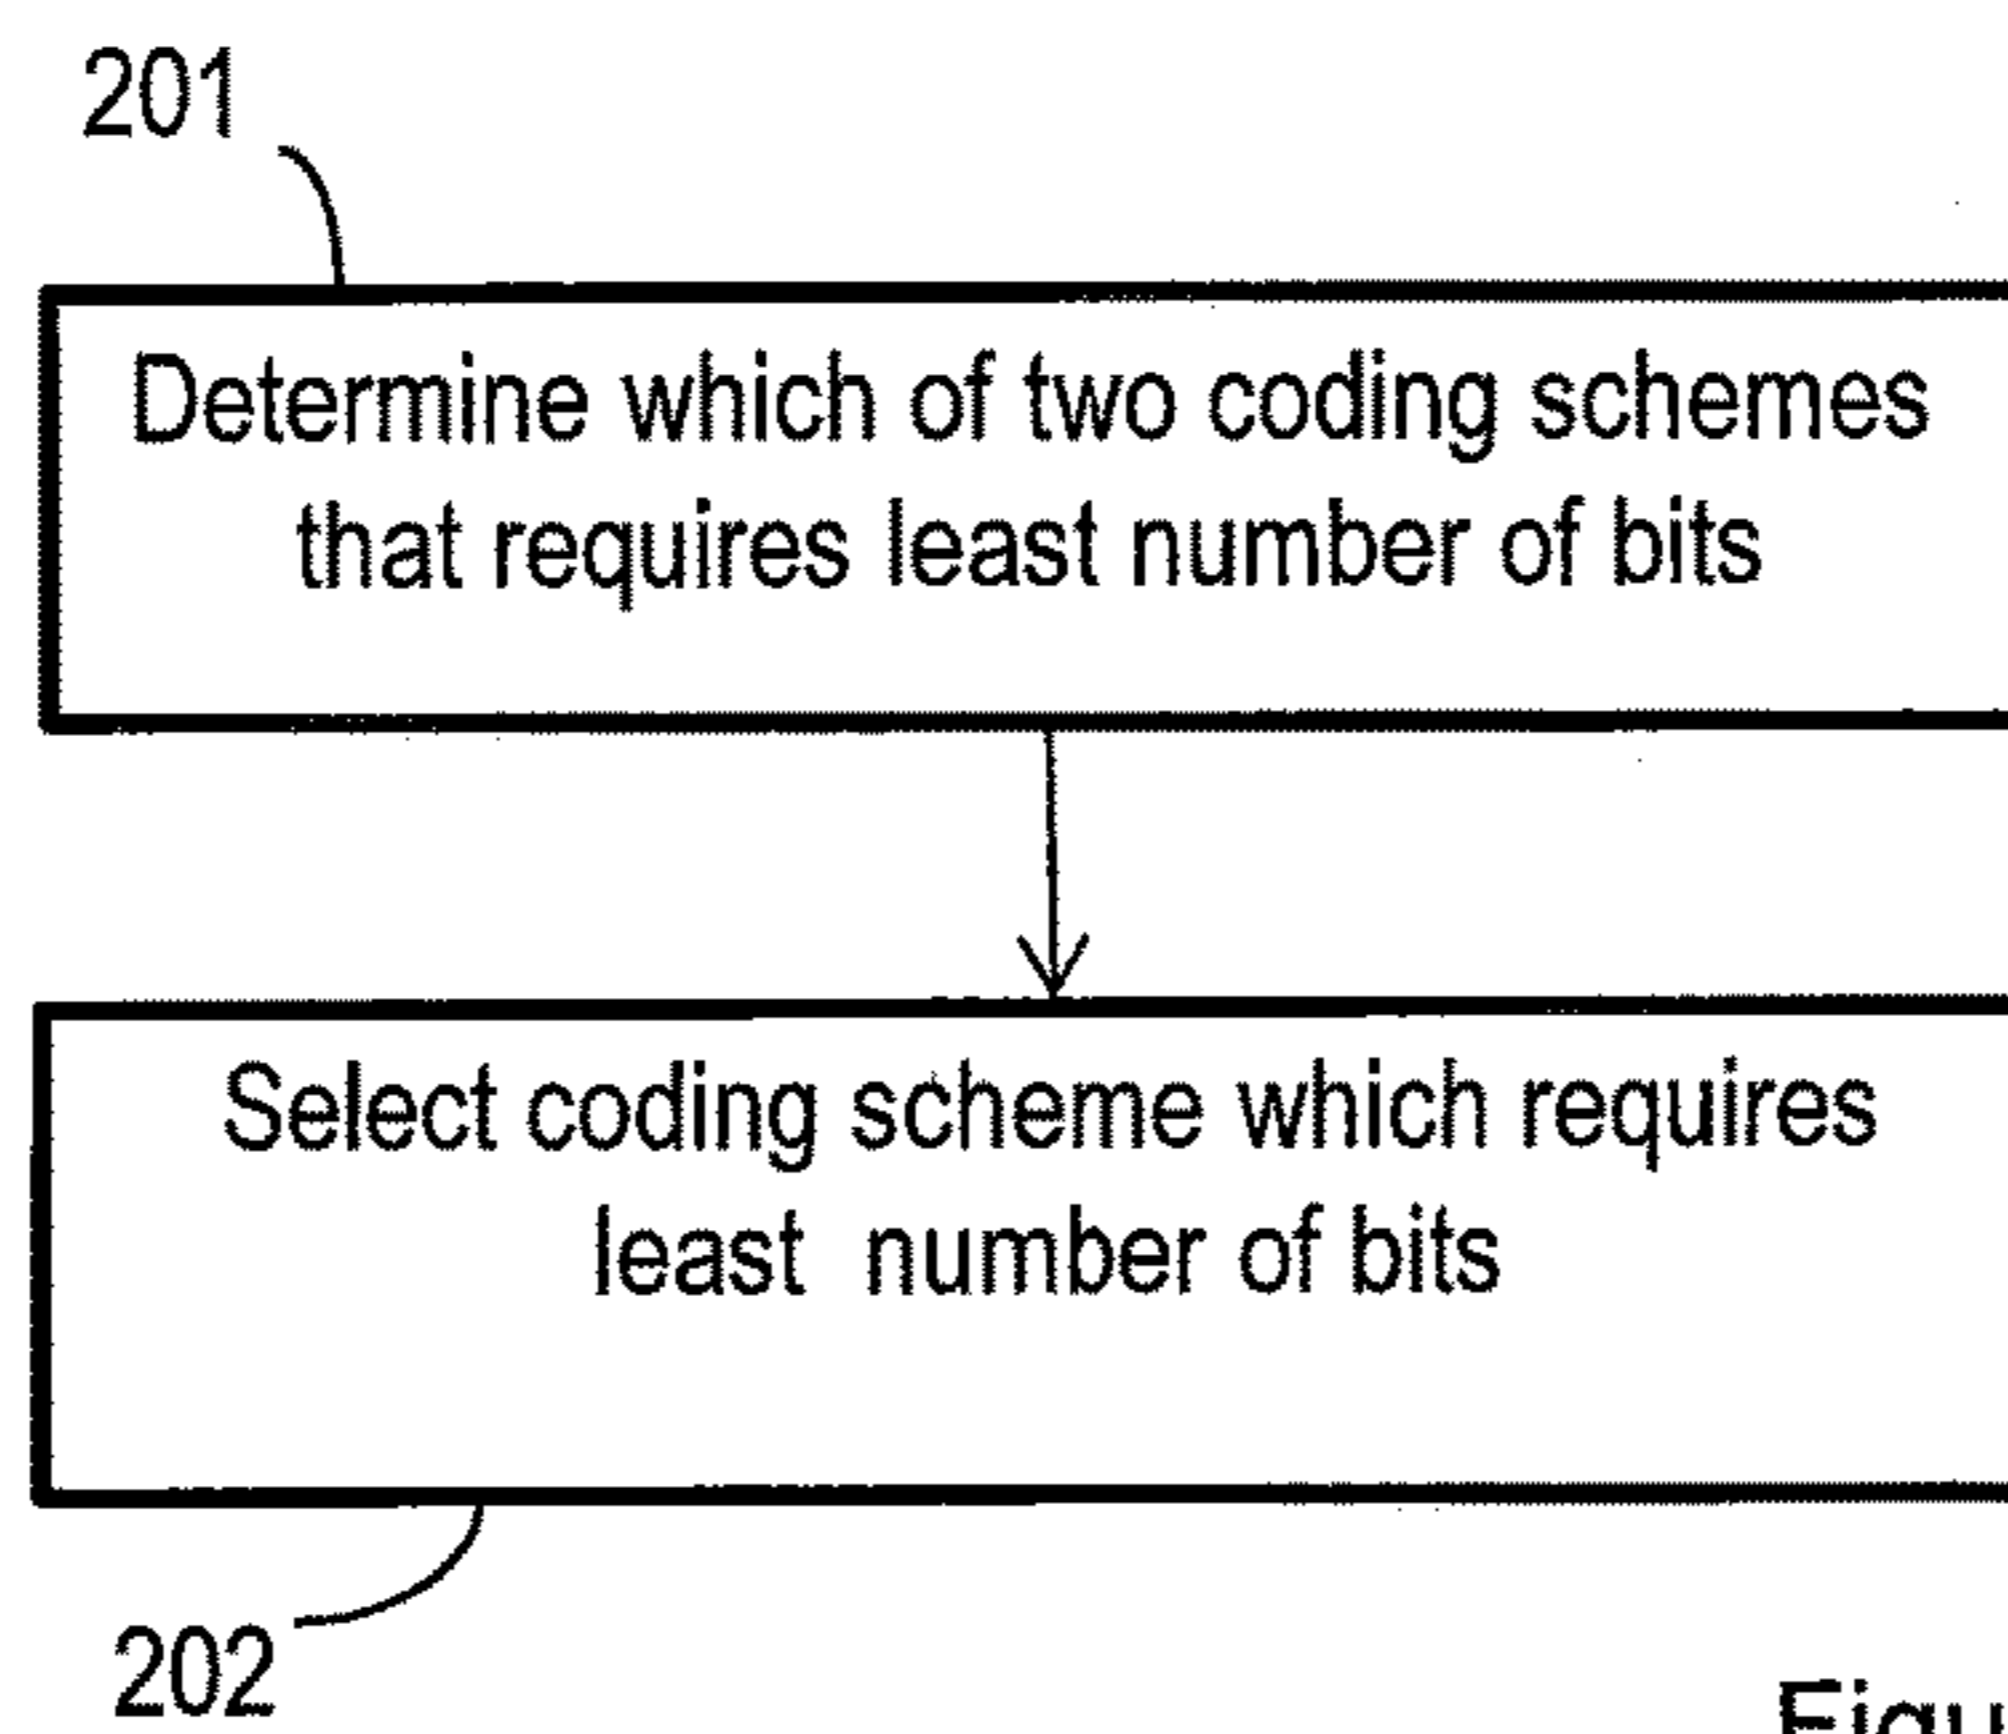 201
Determine which of two coding schemes
that requires least number of bits
Select coding scheme which requires
least number of bits
202